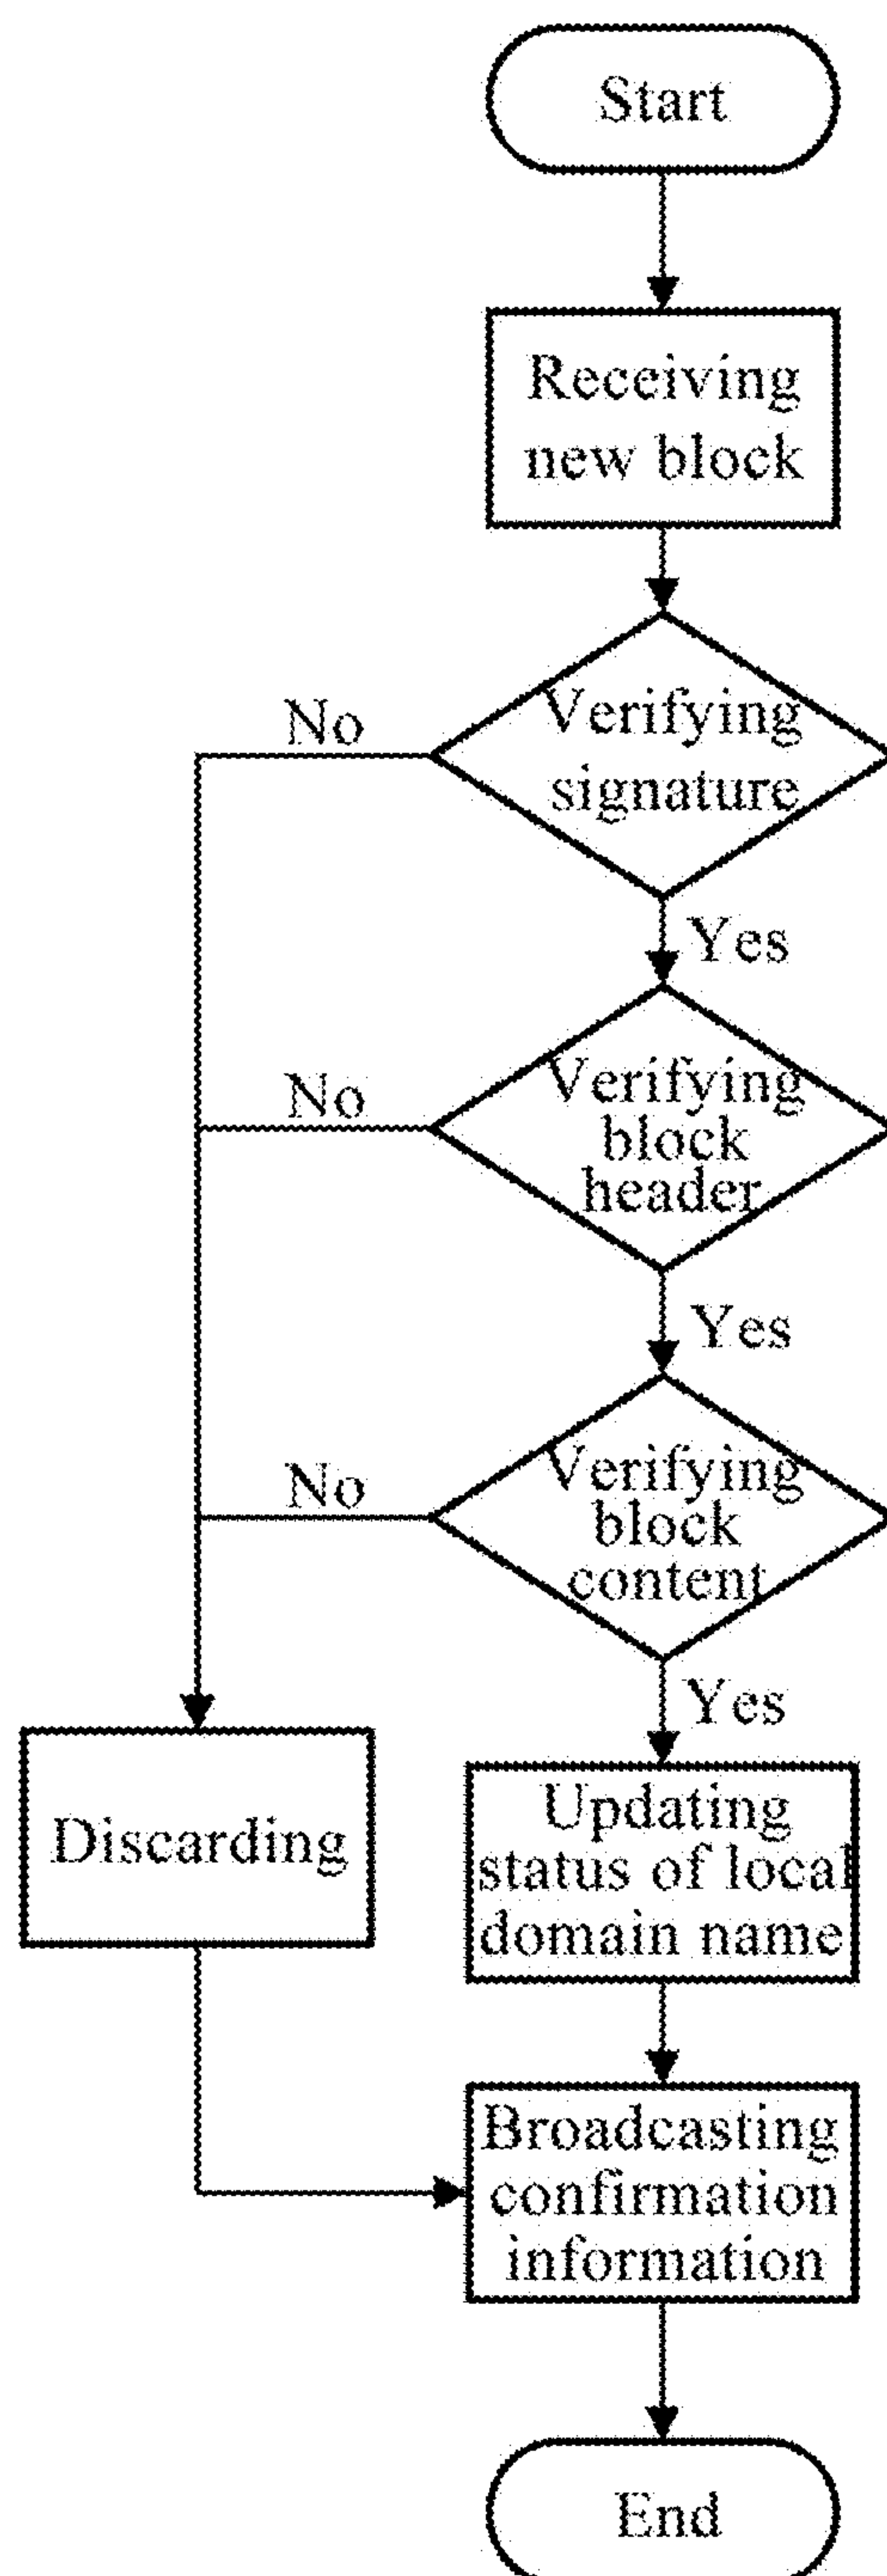 Start
Receiving
new block
Verifying
signature
No
Yes
Verifying
block
header
No
Yes
Verifying
block
content
No
Yes
Discarding
Updating
status of local
domain name
Broadcasting
confirmation
information
End